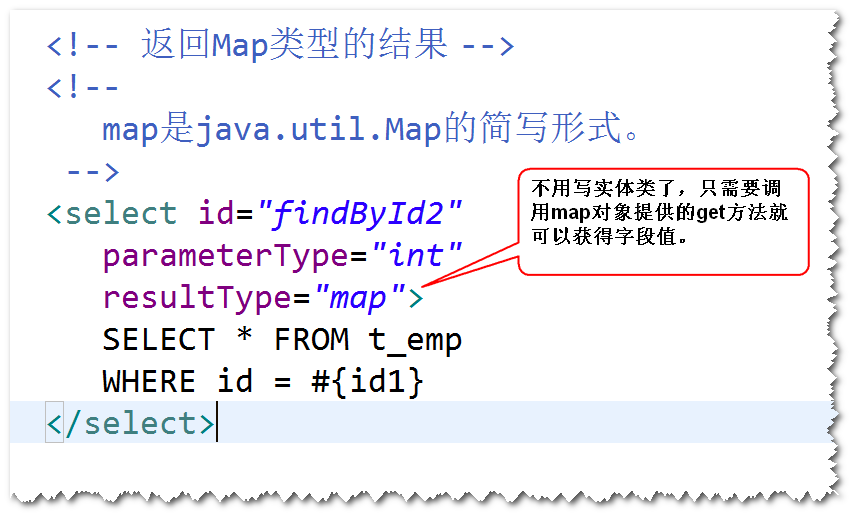 <!-- 返回Map类型的结果 -->
<!--
map是java.util.Map的简写形式。
-->
<select id="findById2"
parameterType="int"
resultType="map">
SELECT * FROM t_emp
WHERE id = #{id1}
</select>
不用写实体类了，只需要调
用map对象提供的get方法就
可以获得字段值。